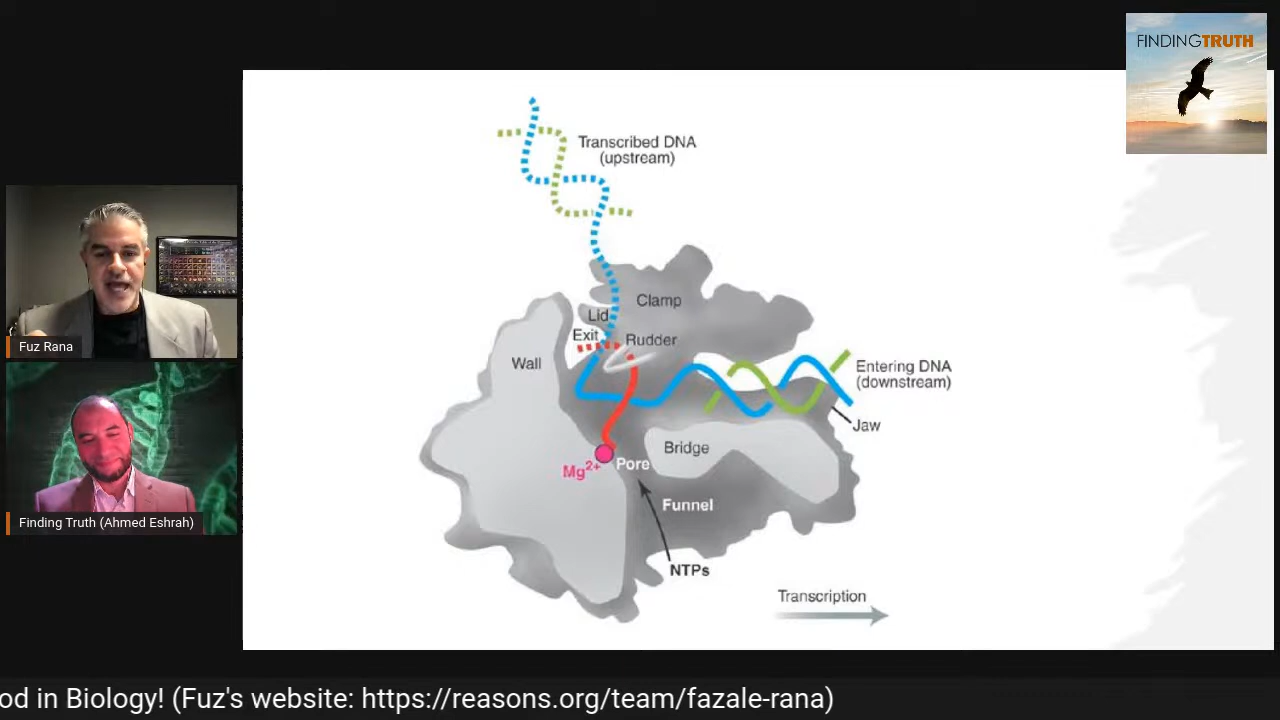 FINDINGTRUTH
Transcribed DNA
(upstream)
Clamp
Lid
Exit
Rudder
Wall
Entering DNA
(downstream)
Jaw
Bridge
Mg2+
Pore
Funnel
NTPs
Transcription
Fuz Rana
Finding Truth (Ahmed Eshrah)
od in Biology! (Fuz's website: https://reasons.org/team/fazale-rana)